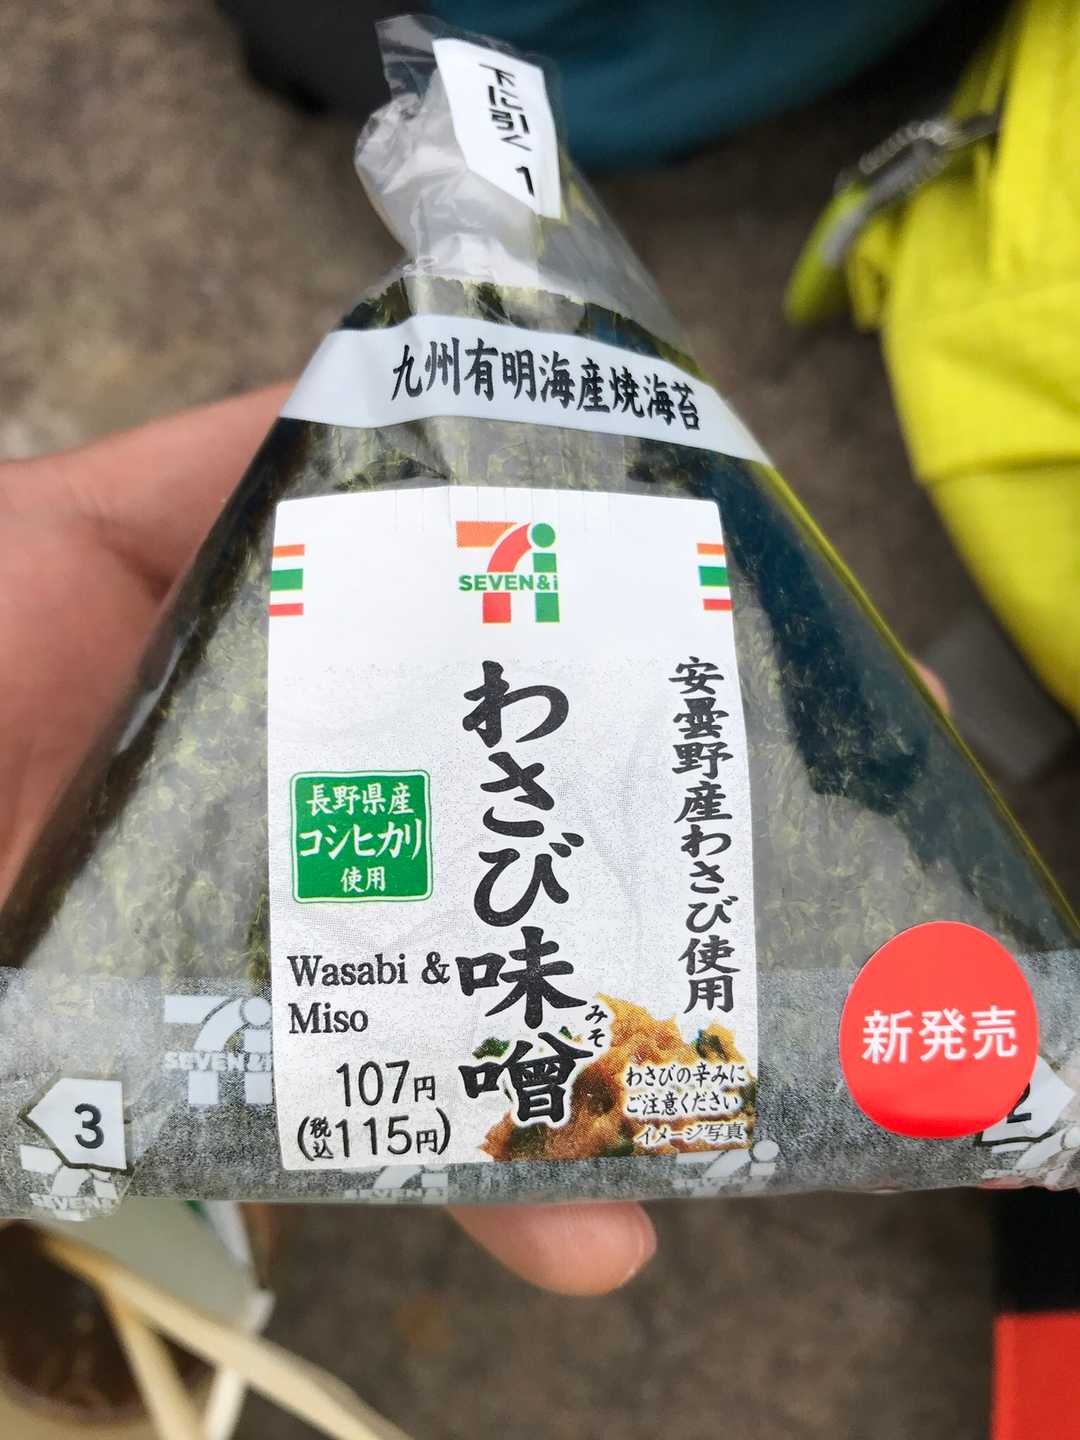 下に引く
1
九州有明海産焼海苔
SEVEN&i
安曇野産わさび使用
わさび味噌
みそ
長野県産
コシヒカリ
使用
Wasabi &
Miso
107円
(税込115円)
わさびの辛みに
ご注意ください
イメージ写真
新発売
SEVEN&i
3
2
SEVEN&i